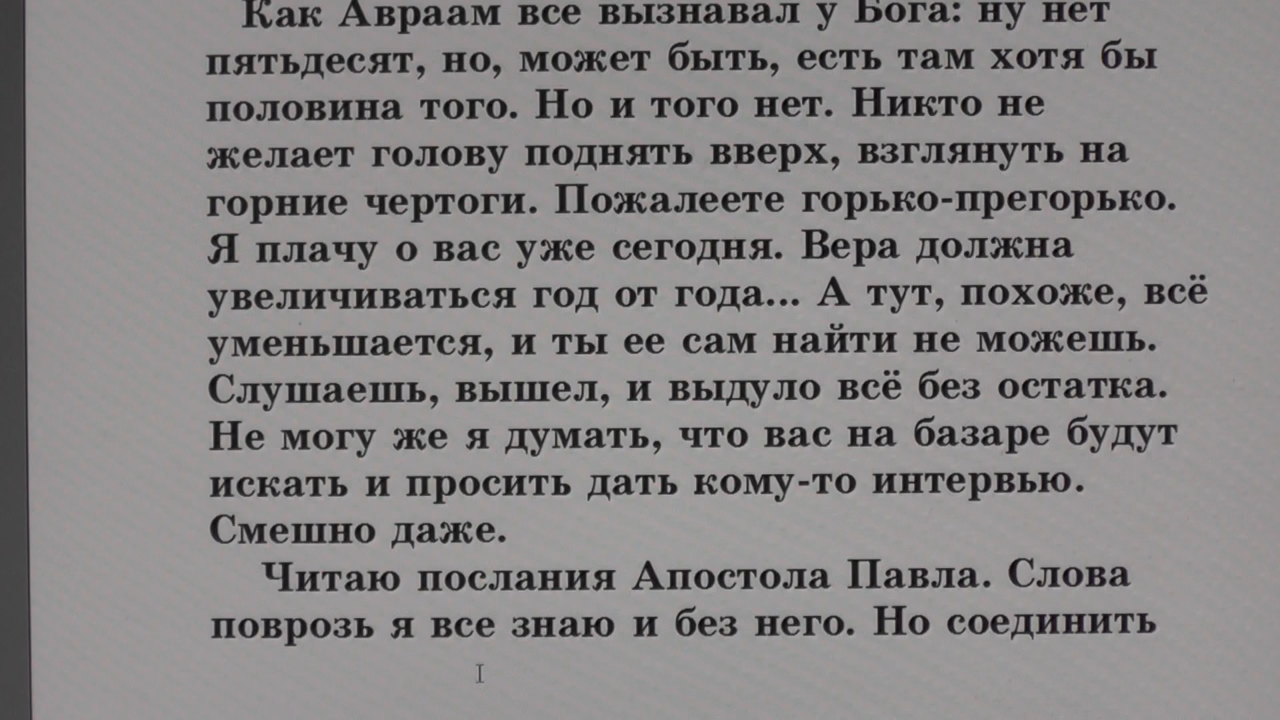 Как Авраам все вызнавал у Бога: ну нет
пятьдесят, но, может быть, есть там хотя бы
половина того. Но и того нет. Никто не
желает голову поднять вверх, взглянуть на
горние чертоги. Пожалеете горько-прегорько.
Я плачу о вас уже сегодня. Вера должна
увеличиваться год от года... А тут, похоже, всё
уменьшается, и ты ее сам найти не можешь.
Слушаешь, вышел, и выдуло всё без остатка.
Не могу же я думать, что вас на базаре будут
искать и просить дать кому-то интервью.
Смешно даже.
Читаю послания Апостола Павла. Слова
поврозь я все знаю и без него. Но соединить